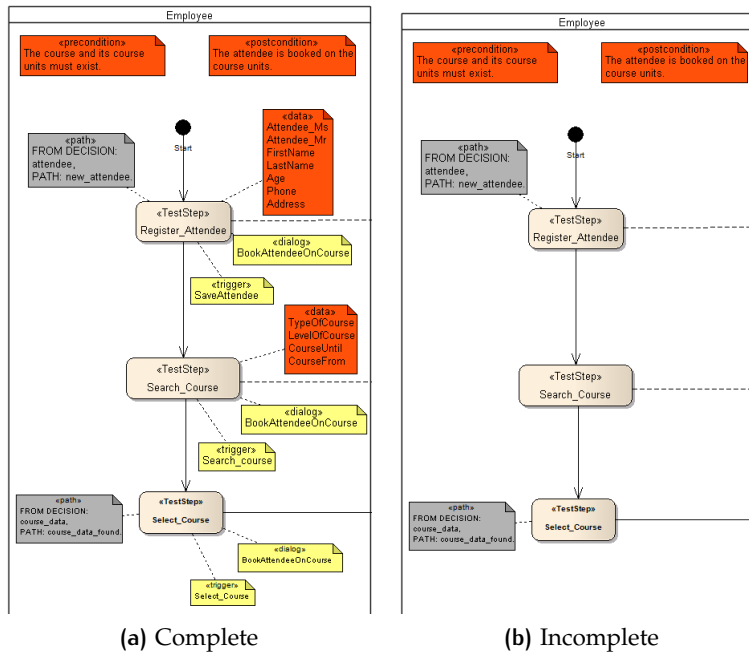 Employee
«precondition»
The course and its course
units must exist.
«postcondition»
The attendee is booked on the
course units.
«path»
FROM DECISION:
attendee,
PATH: new_attendee.
Start
«data»
Attendee_Ms
Attendee_Mr
FirstName
LastName
Age
Phone
Address
«TestStep»
Register_Attendee
«dialog»
BookAttendeeOnCourse
«trigger»
SaveAttendee
«data»
TypeOfCourse
LevelOfCourse
CourseUntil
CourseFrom
«TestStep»
Search_Course
«dialog»
BookAttendeeOnCourse
«trigger»
Search_course
«path»
FROM DECISION:
course_data,
PATH: course_data_found.
«TestStep»
Select_Course
«dialog»
BookAttendeeOnCourse
«trigger»
Select_Course
(a) Complete
Employee
«precondition»
The course and its course
units must exist.
«postcondition»
The attendee is booked on the
course units.
«path»
FROM DECISION:
attendee,
PATH: new_attendee.
Start
«TestStep»
Register_Attendee
«TestStep»
Search_Course
«path»
FROM DECISION:
course_data,
PATH: course_data_found.
«TestStep»
Select_Course
(b) Incomplete